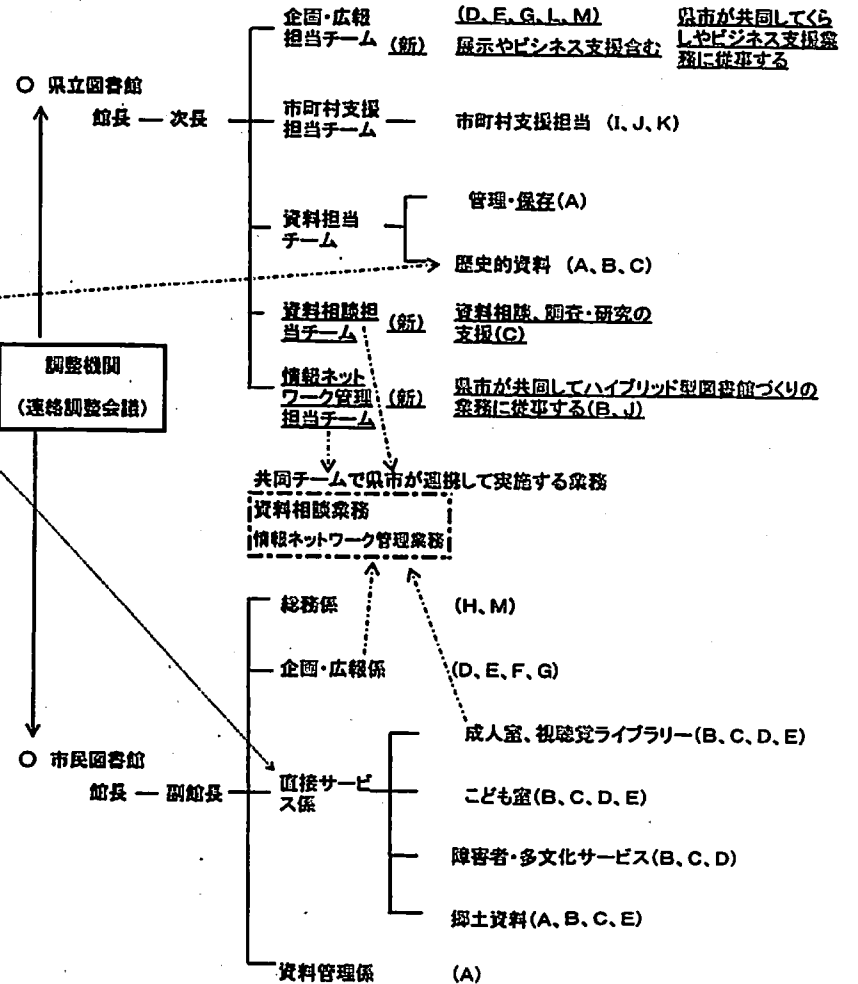 企画・広報
担当チーム (新)
(D、E、G、L、M)
展示やビジネス支援含む
県市が共同してくら
しやビジネス支援業
務に従事する
○ 県立図書館
館長 — 次長
市町村支援
担当チーム
市町村支援担当 (I、J、K)
資料担当
チーム
管理・保存(A)
歴史的資料 (A、B、C)
資料相談担
当チーム (新)
資料相談、調査・研究の
支援(C)
調整機関
(連絡調整会議)
情報ネット
ワーク管理
担当チーム (新)
県市が共同してハイブリッド型図書館づくりの
業務に従事する(B、J)
共同チームで県市が連携して実施する業務
資料相談業務
情報ネットワーク管理業務
総務係 (H、M)
企画・広報係 (D、E、F、G)
成人室、視聴覚ライブラリー(B、C、D、E)
○ 市民図書館
館長 — 副館長
直接サービ
ス係
こども室(B、C、D、E)
障害者・多文化サービス(B、C、D)
郷土資料(A、B、C、E)
資料管理係 (A)